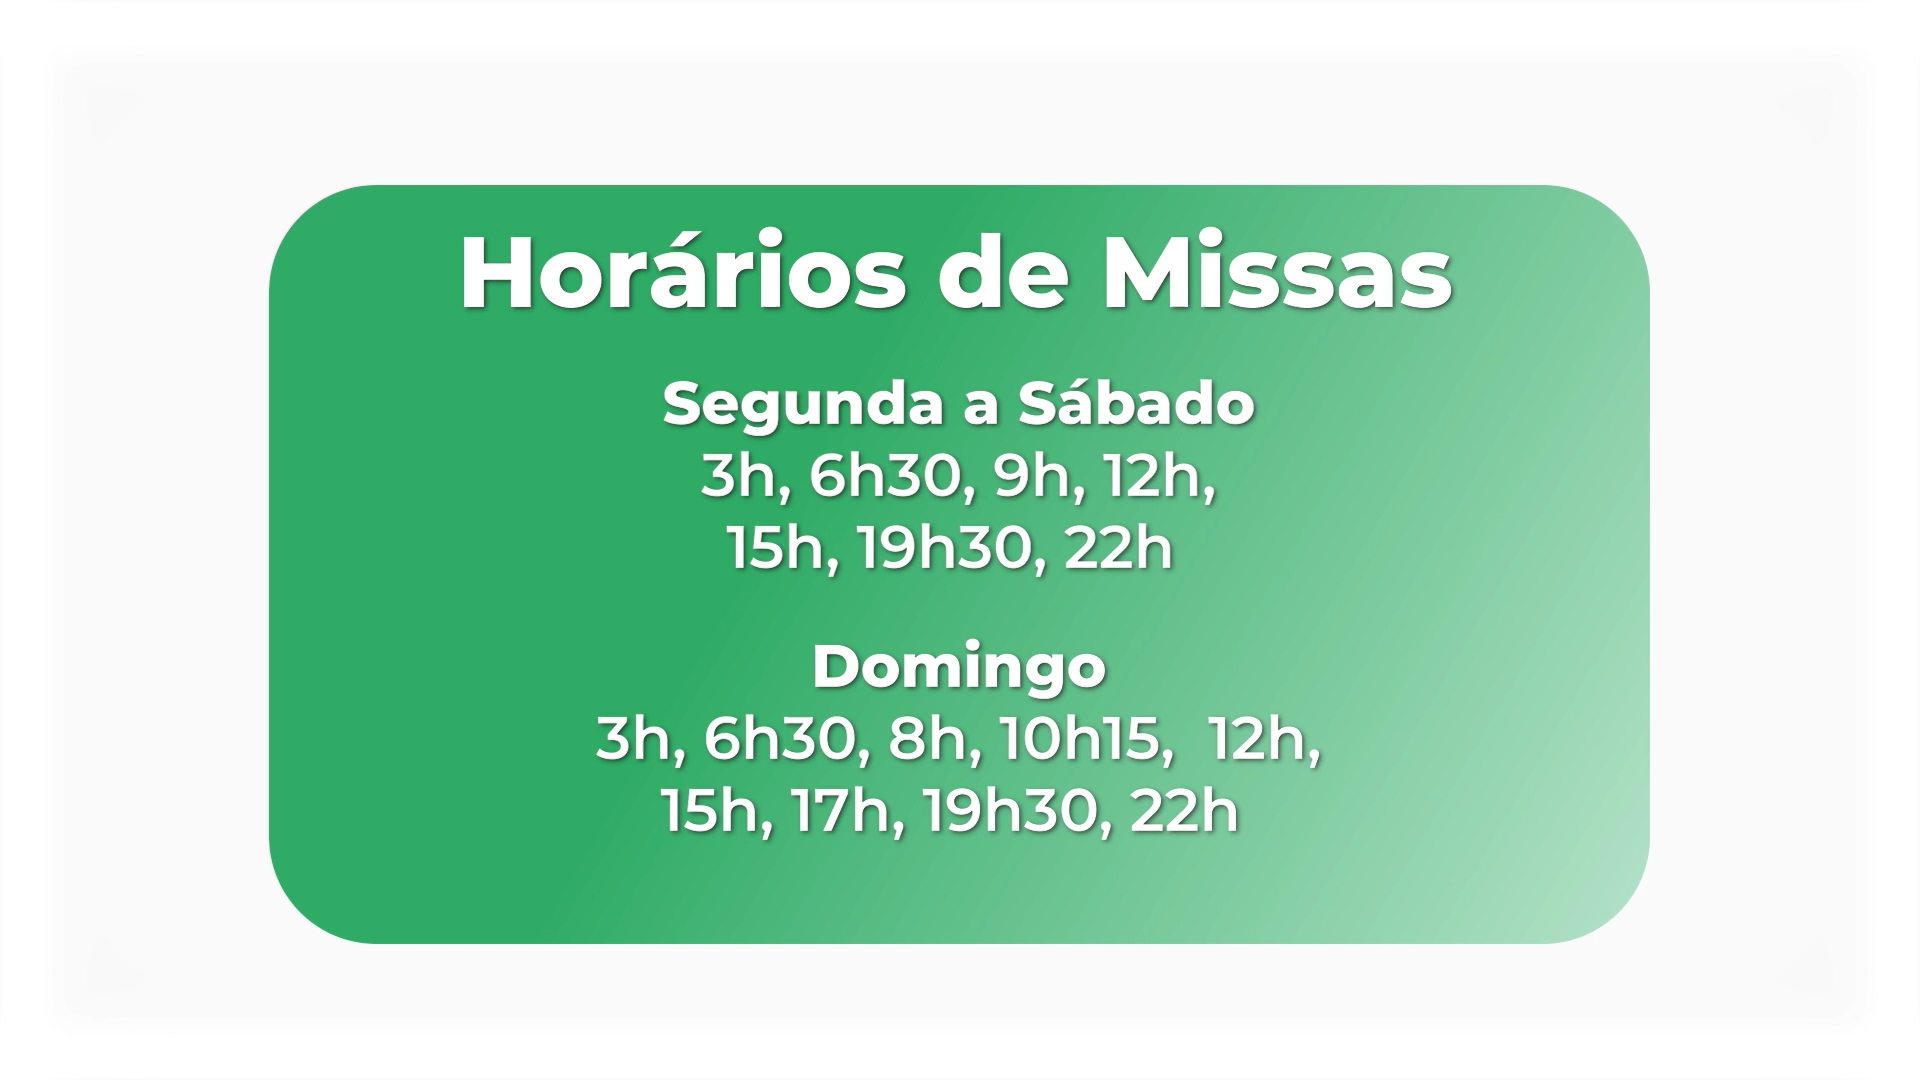 Horários de Missas
Segunda a Sábado
3h, 6h30, 9h, 12h,
15h, 19h30, 22h
Domingo
3h, 6h30, 8h, 10h15,  12h,
15h, 17h, 19h30, 22h